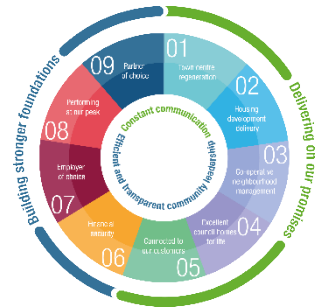 Building stronger foundations
Delivering on our promises
Constant communication
Efficient and transparent community leadership
01
Town centre
regeneration
02
Housing
development
delivery
03
Co-operative
neighbourhood
management
04
Excellent
council homes
for life
05
Connected to
our customers
06
Financial
security
07
Employer
of choice
08
Performing
at our peak
09
Partner
of choice